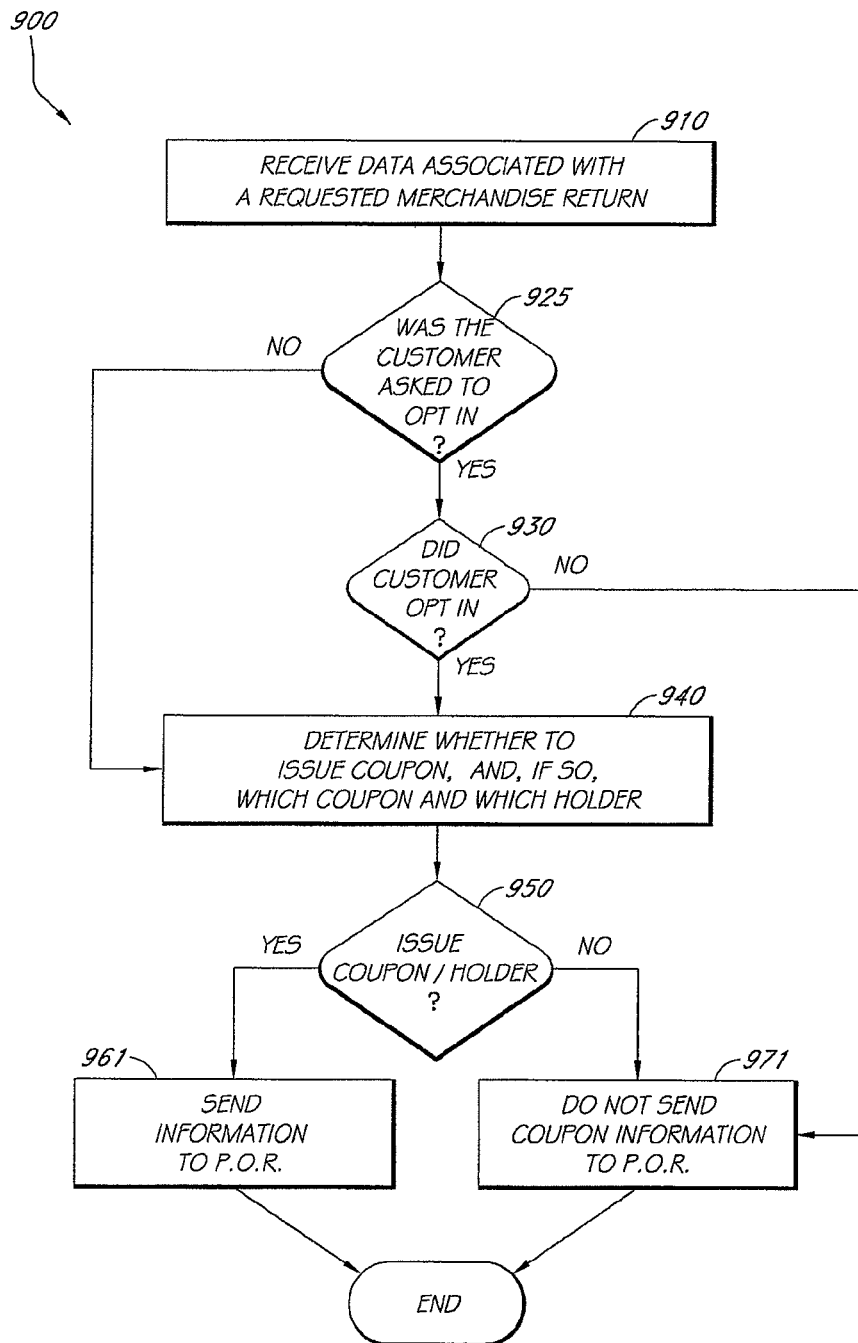 900
910
RECEIVE DATA ASSOCIATED WITH
A REQUESTED MERCHANDISE RETURN
925
WAS THE
CUSTOMER
ASKED TO
OPT IN
?
NO
YES
930
DID
CUSTOMER
OPT IN
?
NO
YES
940
DETERMINE WHETHER TO
ISSUE COUPON, AND, IF SO,
WHICH COUPON AND WHICH HOLDER
950
YES
ISSUE
COUPON / HOLDER
?
NO
961
SEND
INFORMATION
TO P.O.R.
971
DO NOT SEND
COUPON INFORMATION
TO P.O.R.
END